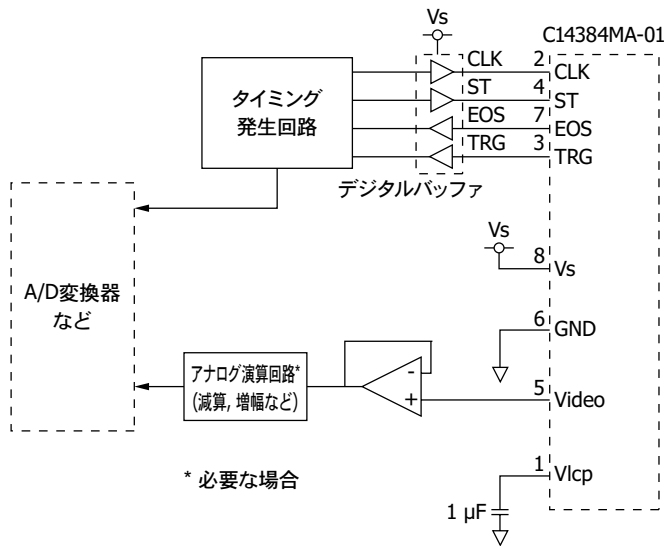 Vs
C14384MA-01
タイミング
発生回路
CLK 2 CLK
ST 4 ST
EOS 7 EOS
TRG 3 TRG
デジタルバッファ
A/D変換器
など
Vs
8 Vs
6 GND
アナログ演算回路*
(減算, 増幅など)
-
+
5 Video
* 必要な場合
1 Vlcp
1 µF